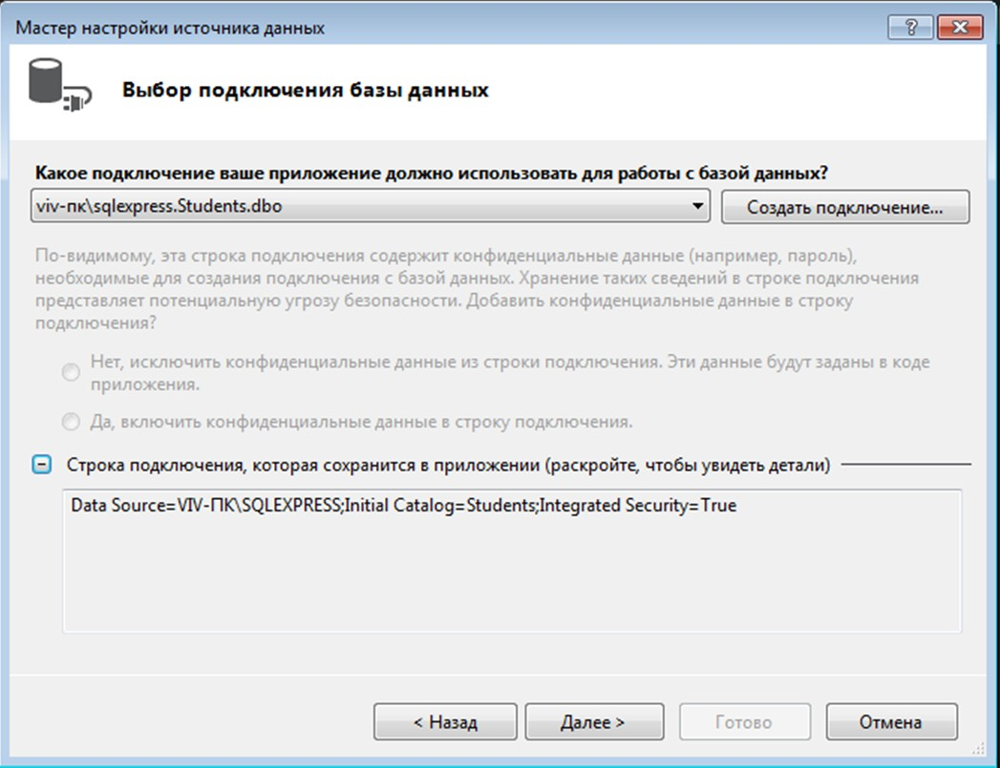 Мастер настройки источника данных
?
Выбор подключения базы данных
Какое подключение ваше приложение должно использовать для работы с базой данных?
viv-пк\sqlexpress.Students.dbo
Создать подключение...
По-видимому, эта строка подключения содержит конфиденциальные данные (например, пароль),
необходимые для создания подключения с базой данных. Хранение таких сведений в строке подключения
представляет потенциальную угрозу безопасности. Добавить конфиденциальные данные в строку
подключения?
Нет, исключить конфиденциальные данные из строки подключения. Эти данные будут заданы в коде
приложения.
Да, включить конфиденциальные данные в строку подключения.
Строка подключения, которая сохранится в приложении (раскройте, чтобы увидеть детали)
Data Source=VIV-ПК\SQLEXPRESS;Initial Catalog=Students;Integrated Security=True
< Назад
Далее >
Готово
Отмена